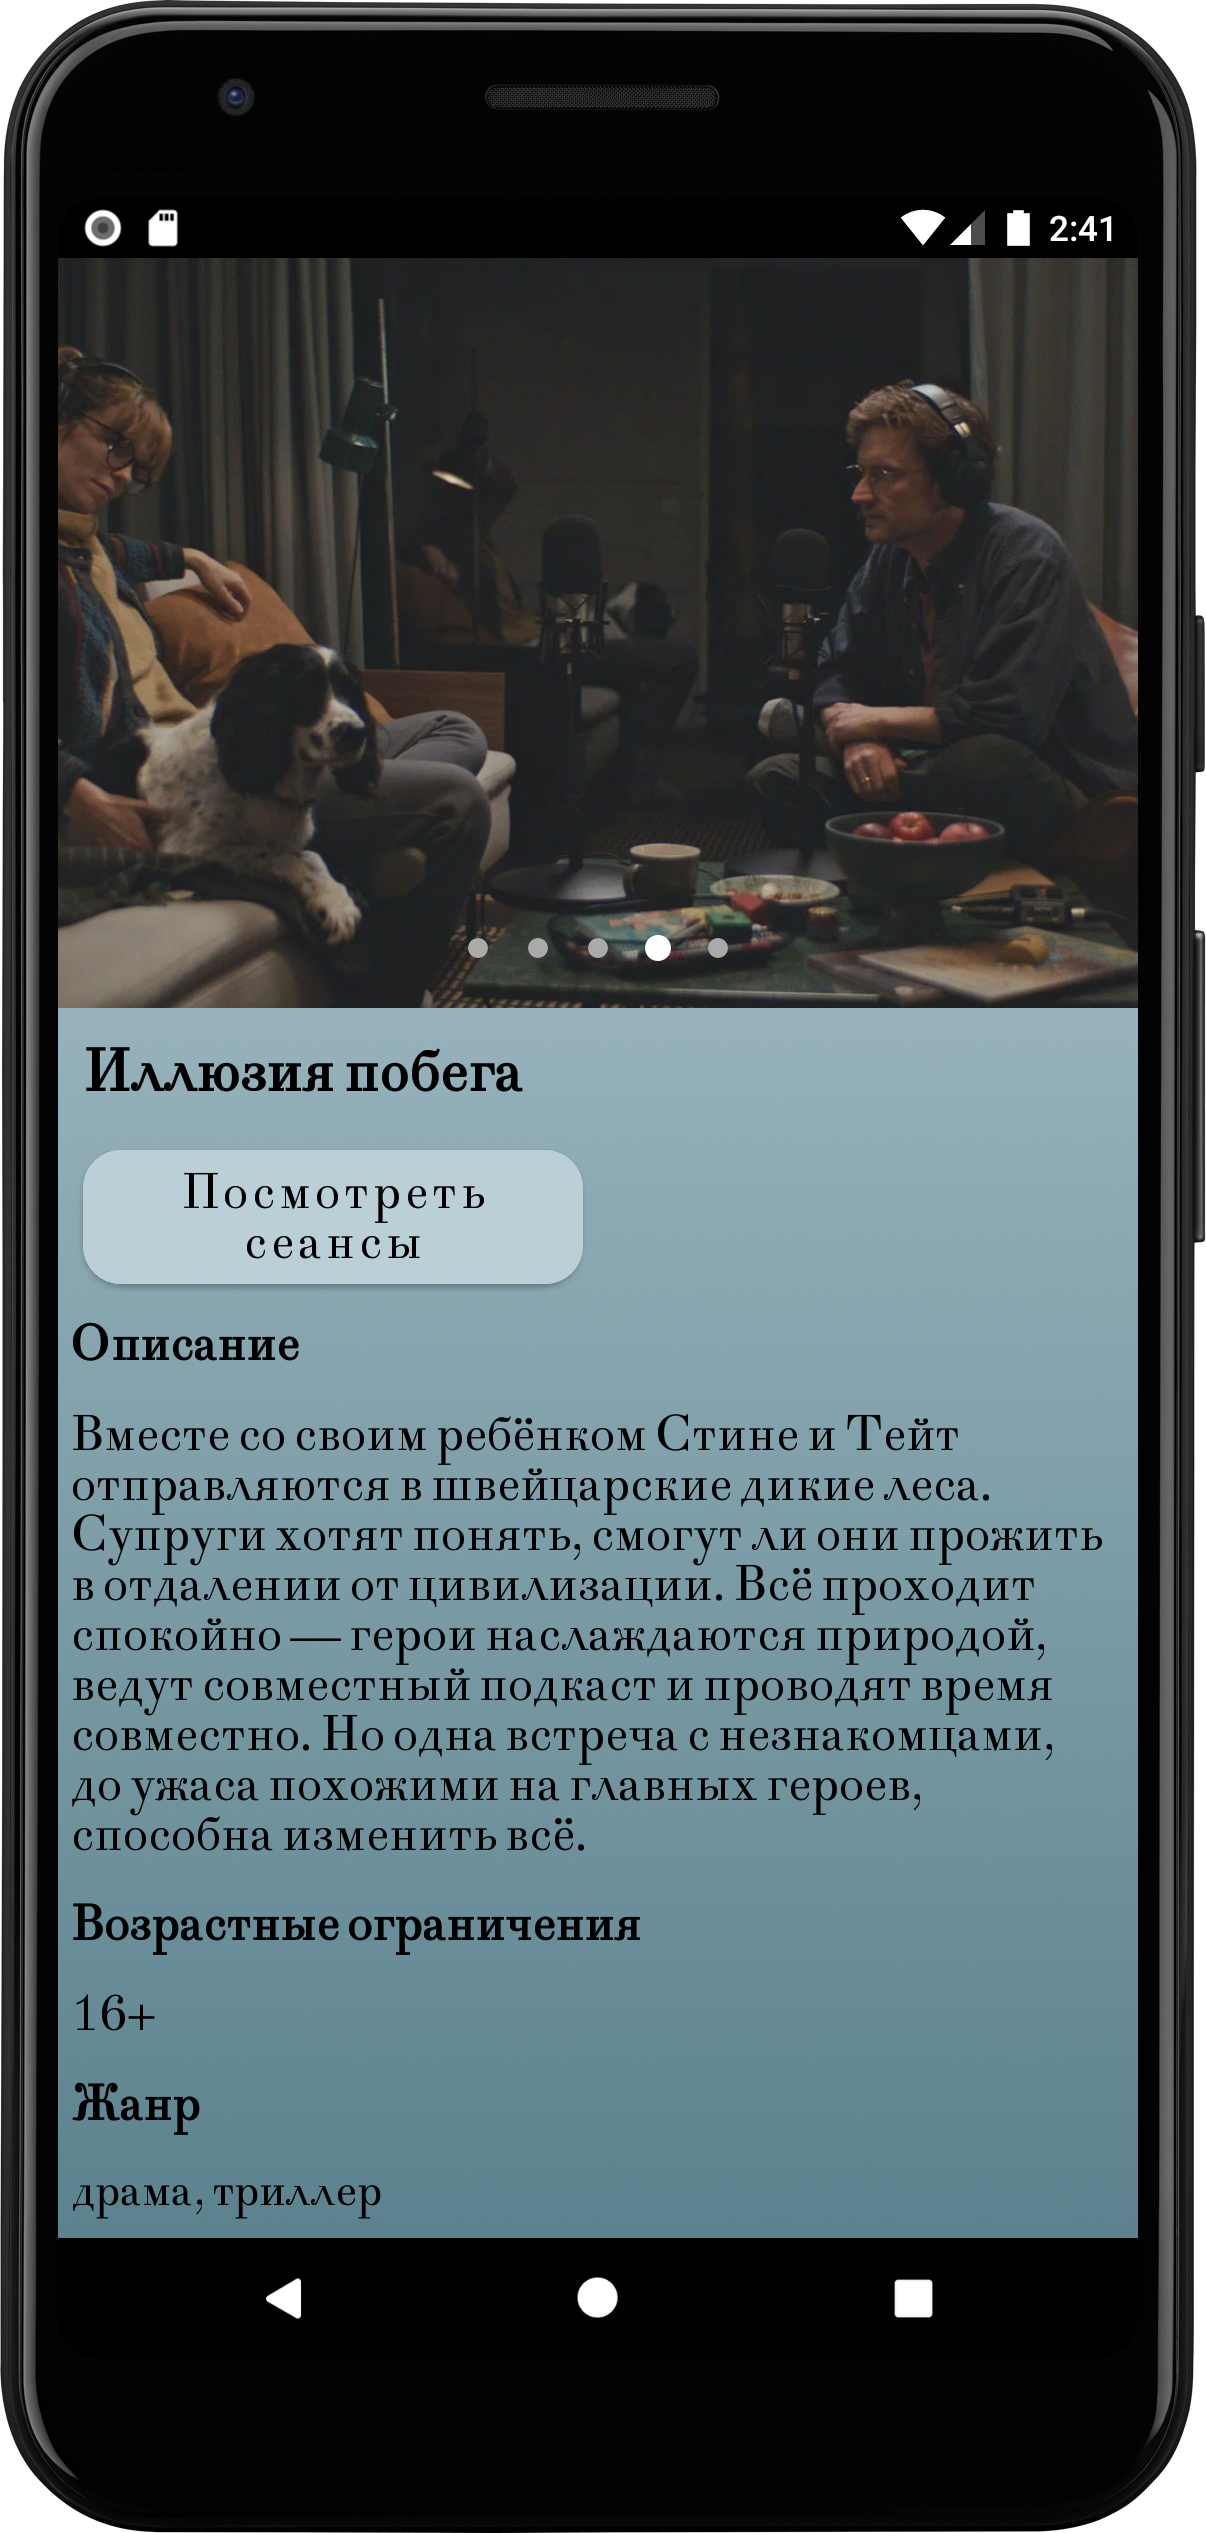 2:41
Иллюзия побега
Посмотреть
сеансы
Описание
Вместе со своим ребёнком Стине и Тейт
отправляются в швейцарские дикие леса.
Супруги хотят понять, смогут ли они прожить
в отдалении от цивилизации. Всё проходит
спокойно — герои наслаждаются природой,
ведут совместный подкаст и проводят время
совместно. Но одна встреча с незнакомцами,
до ужаса похожими на главных героев,
способна изменить всё.
Возрастные ограничения
16+
Жанр
драма, триллер